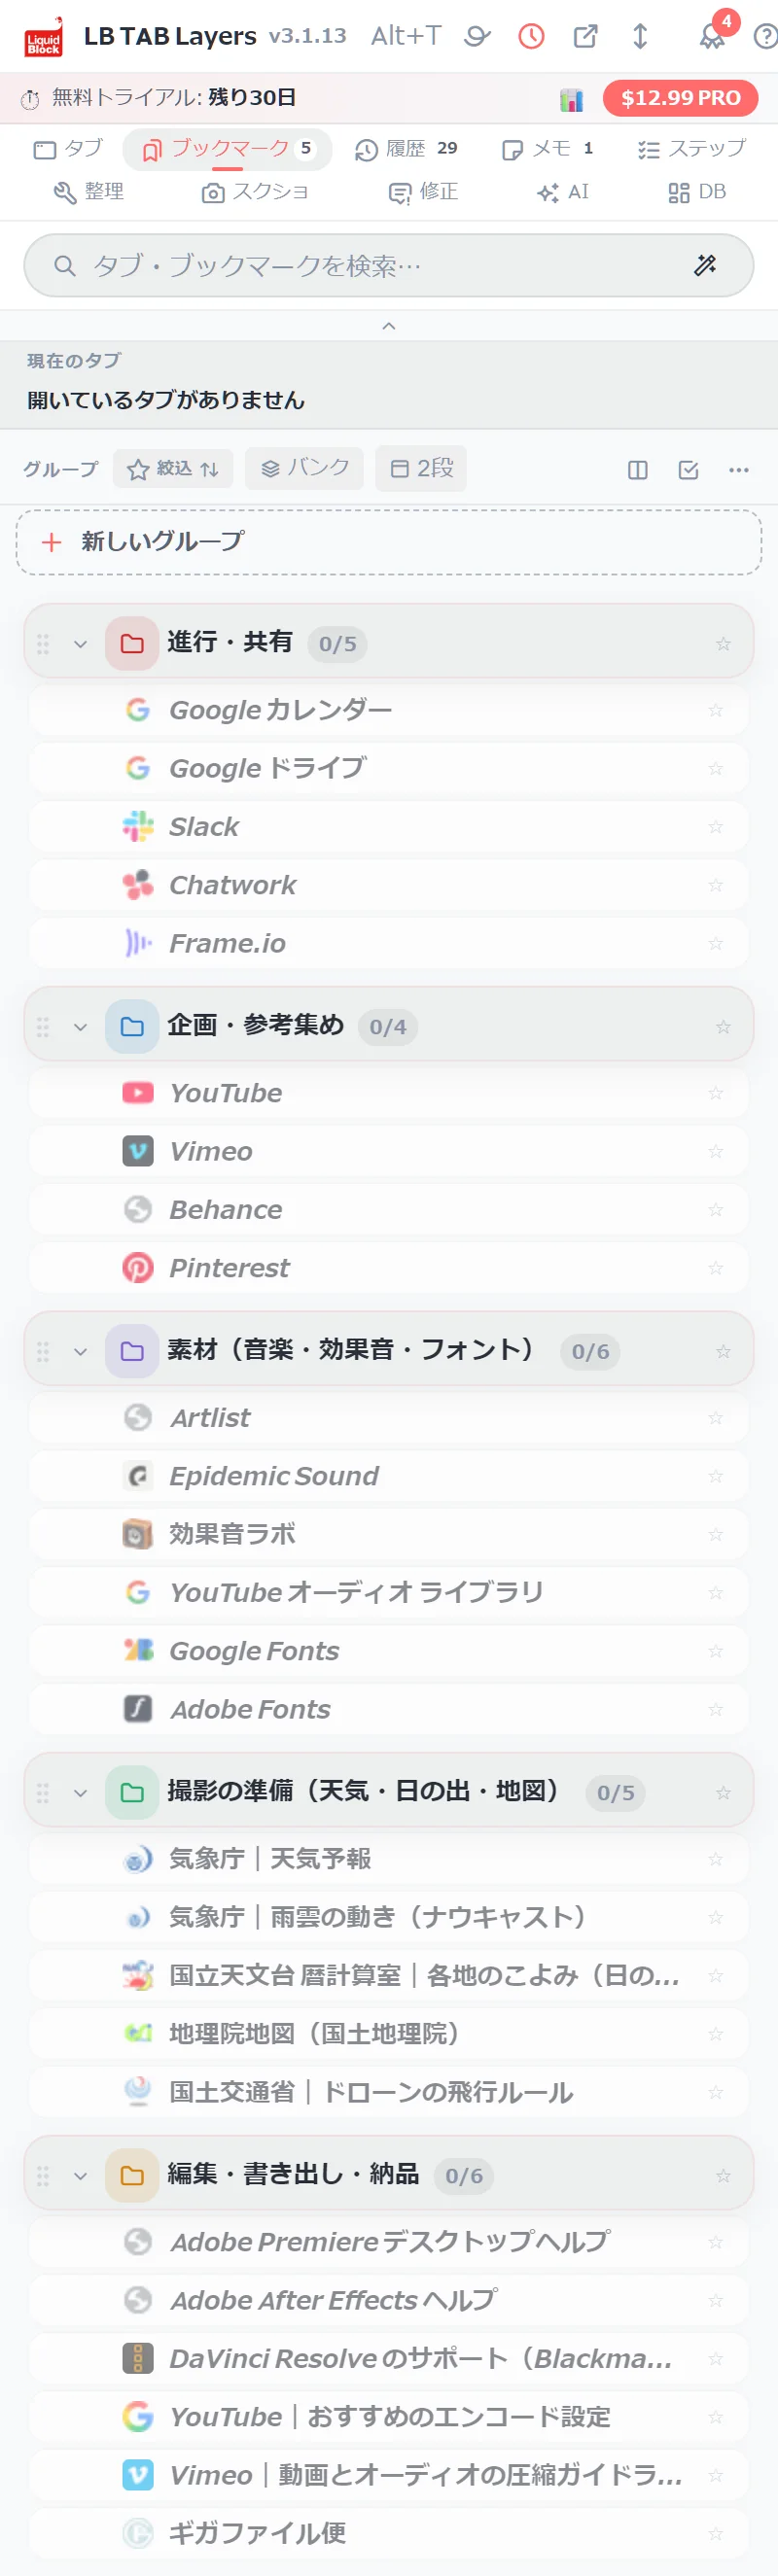 Liquid Block LB TAB Layers v3.1.13 Alt+T 4
無料トライアル: 残り30日 $12.99 PRO
タブ ブックマーク 5 履歴 29 メモ 1 ステップ
整理 スクショ 修正 AI DB
タブ・ブックマークを検索…
現在のタブ
開いているタブがありません
グループ 絞込 バンク 2段
新しいグループ
進行・共有 0/5
Google カレンダー
Google ドライブ
Slack
Chatwork
Frame.io
企画・参考集め 0/4
YouTube
Vimeo
Behance
Pinterest
素材（音楽・効果音・フォント） 0/6
Artlist
Epidemic Sound
効果音ラボ
YouTube オーディオ ライブラリ
Google Fonts
Adobe Fonts
撮影の準備（天気・日の出・地図） 0/5
気象庁｜天気予報
気象庁｜雨雲の動き（ナウキャスト）
国立天文台 暦計算室｜各地のこよみ（日の...
地理院地図（国土地理院）
国土交通省｜ドローンの飛行ルール
編集・書き出し・納品 0/6
Adobe Premiere デスクトップヘルプ
Adobe After Effects ヘルプ
DaVinci Resolve のサポート（Blackma...
YouTube｜おすすめのエンコード設定
Vimeo｜動画とオーディオの圧縮ガイドラ...
ギガファイル便